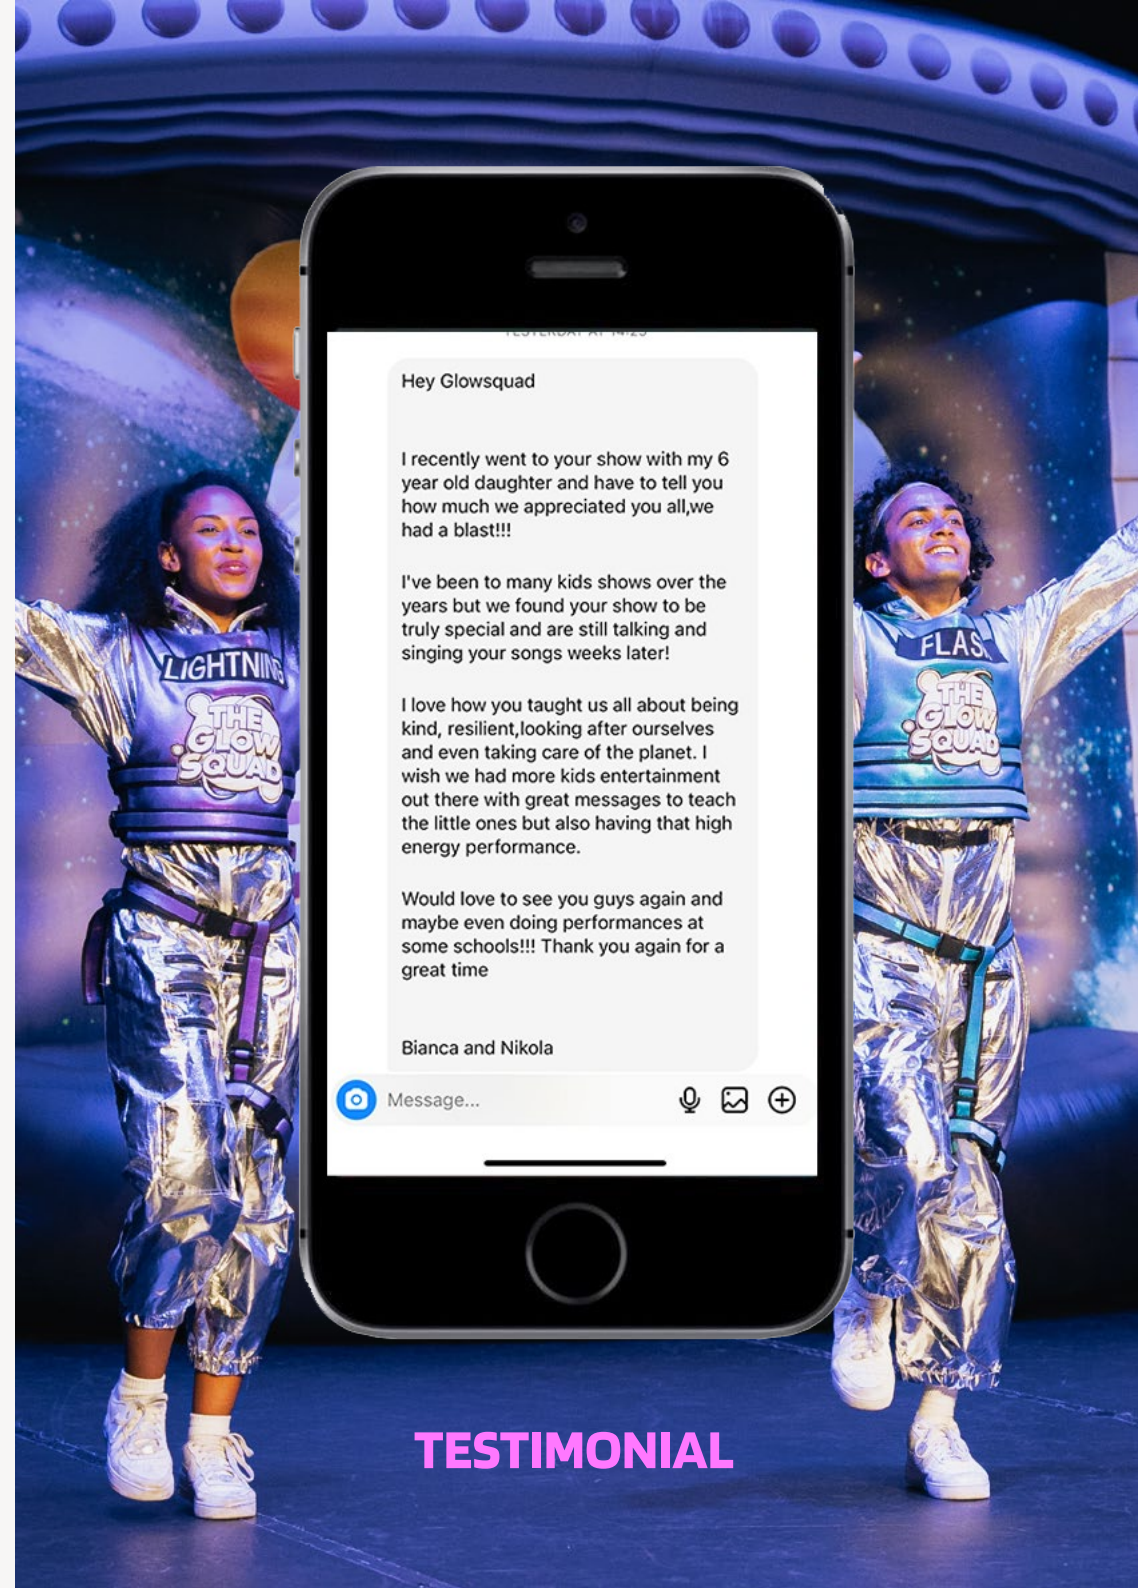 YESTERDAY AT 14:25
Hey Glowsquad
I recently went to your show with my 6
year old daughter and have to tell you
how much we appreciated you all,we
had a blast!!!
I've been to many kids shows over the
years but we found your show to be
truly special and are still talking and
singing your songs weeks later!
I love how you taught us all about being
kind, resilient,looking after ourselves
and even taking care of the planet. I
wish we had more kids entertainment
out there with great messages to teach
the little ones but also having that high
energy performance.
Would love to see you guys again and
maybe even doing performances at
some schools!!! Thank you again for a
great time
Bianca and Nikola
Message...
LIGHTNING
THE
GLOW
SQUAD
FLAS
THE
GLOW
SQUAD
TESTIMONIAL